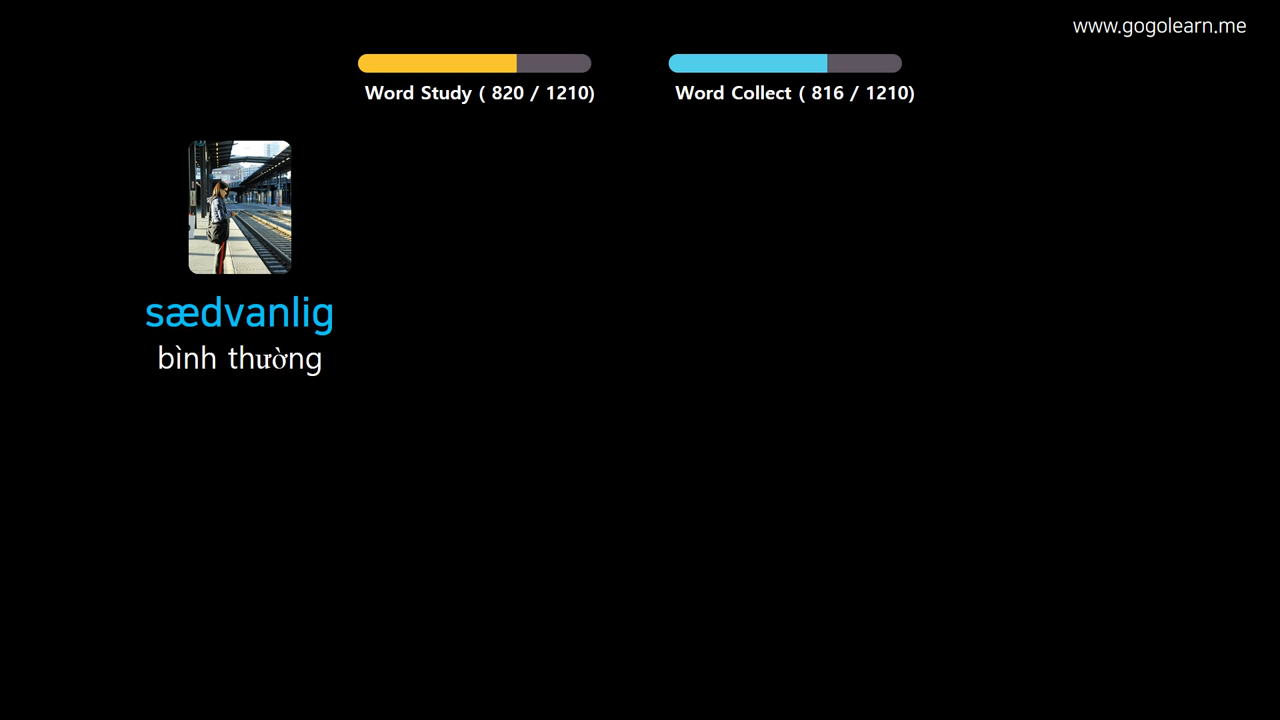 www.gogolearn.me
Word Study ( 820 / 1210)
Word Collect ( 816 / 1210)
sædvanlig
bình thường